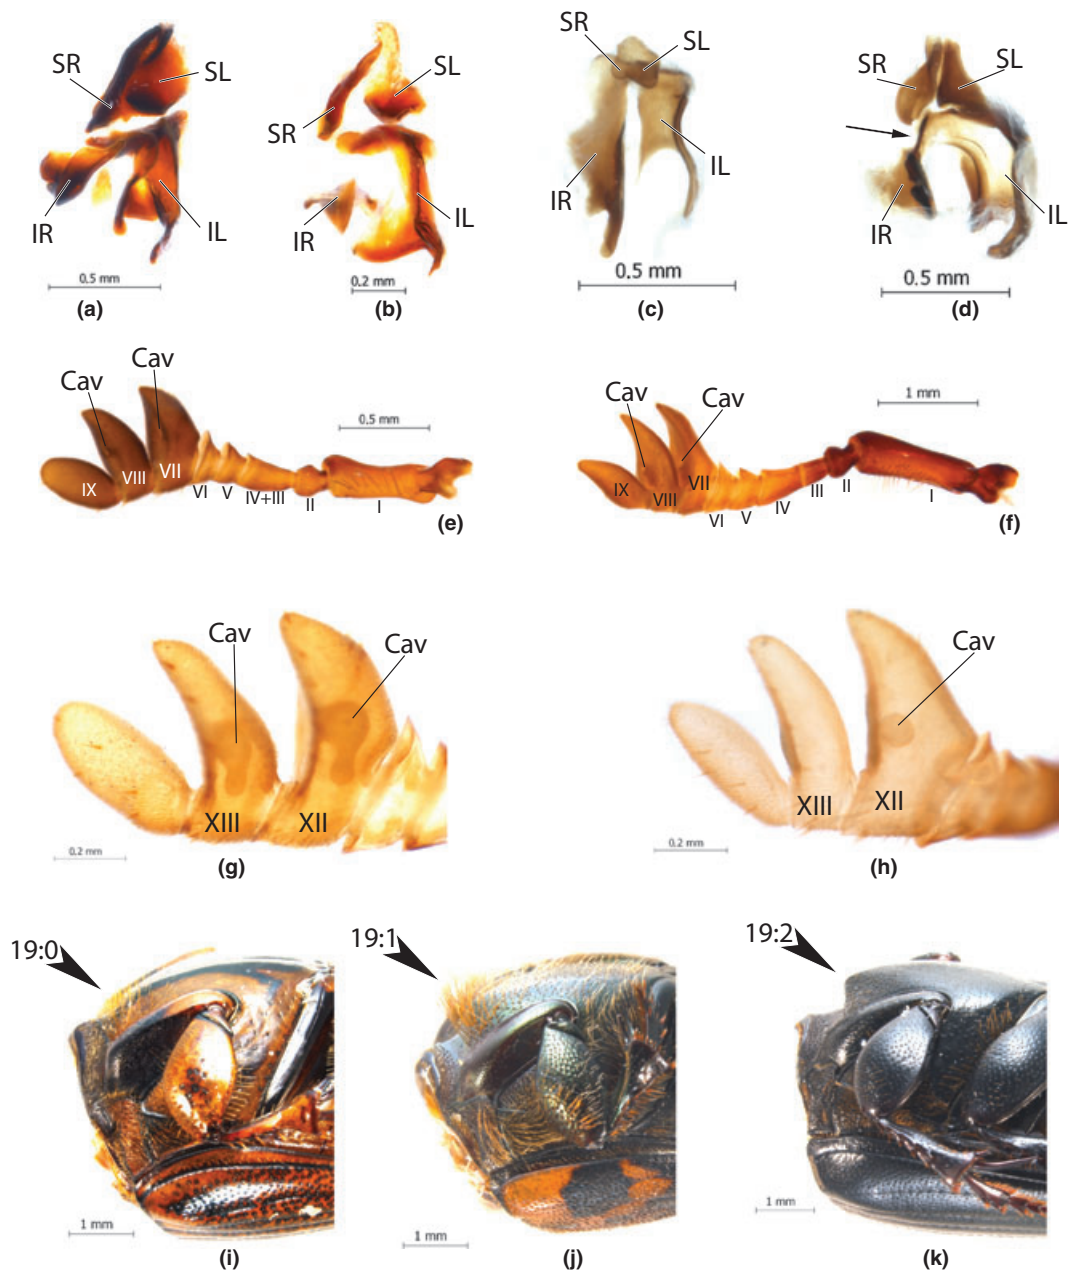 SR
SL
IR
IL
0.5 mm
(a)
SL
SR
IR
IL
0.2 mm
(b)
SR
SL
IL
IR
0.5 mm
(c)
SR
SL
IR
IL
0.5 mm
(d)
Cav
Cav
0.5 mm
IX
VIII
VII
VI
V
IV+III
II
I
(e)
Cav
Cav
1 mm
IX
VIII
VII
VI
V
IV
III
II
I
(f)
Cav
Cav
XIII
XII
0.2 mm
(g)
Cav
XIII
XII
0.2 mm
(h)
19:0
1 mm
(i)
19:1
1 mm
(j)
19:2
1 mm
(k)